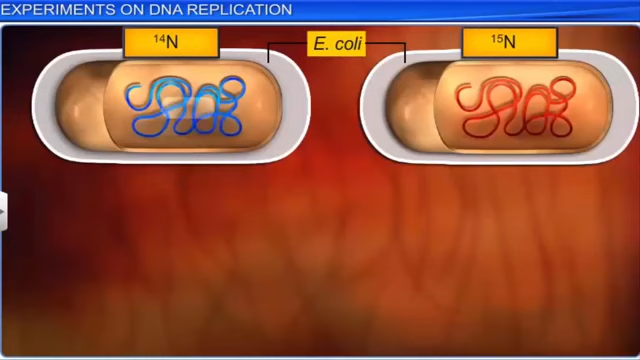 EXPERIMENTS ON DNA REPLICATION
¹⁴N
E. coli
¹⁵N